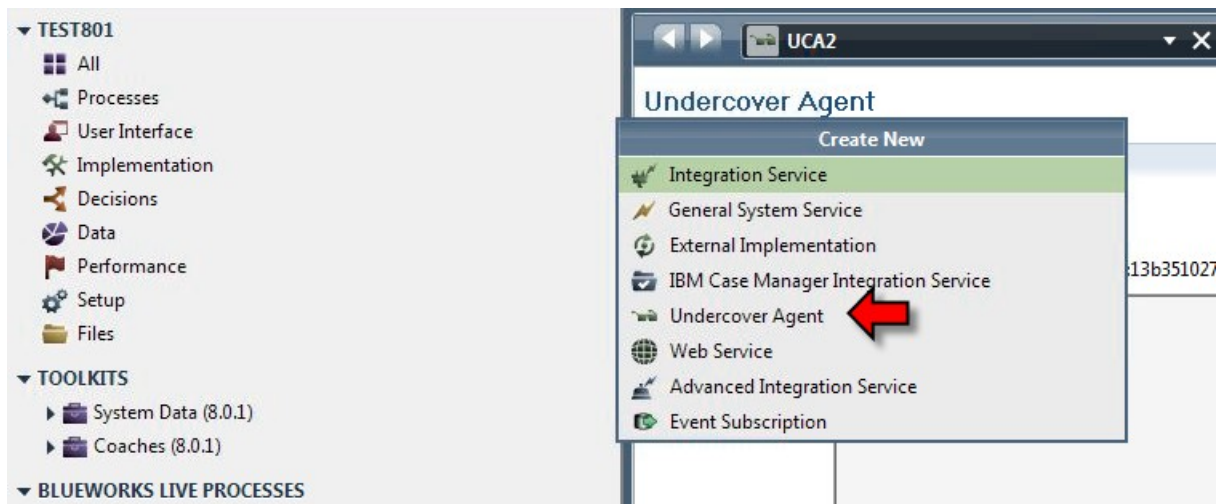 TEST801
All
Processes
User Interface
Implementation
Decisions
Data
Performance
Setup
Files
TOOLKITS
System Data (8.0.1)
Coaches (8.0.1)
BLUEWORKS LIVE PROCESSES
UCA2
Undercover Agent
Create New
Integration Service
General System Service
External Implementation
IBM Case Manager Integration Service
Undercover Agent
Web Service
Advanced Integration Service
Event Subscription
:13b351027